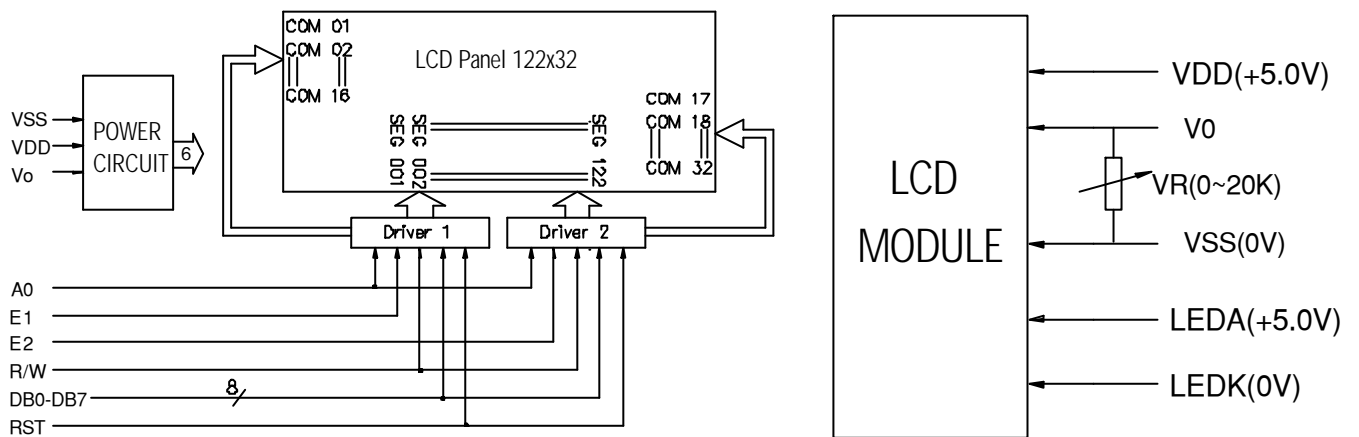 COM 01
COM 02
COM 16
LCD Panel 122x32
COM 17
COM 18
COM 32
SEG 001
SEG 002
SEG 122
VSS
VDD
Vo
POWER
CIRCUIT
6
Driver 1
Driver 2
A0
E1
E2
R/W
DB0-DB7
8
RST
LCD
MODULE
VDD(+5.0V)
V0
VR(0~20K)
VSS(0V)
LEDA(+5.0V)
LEDK(0V)